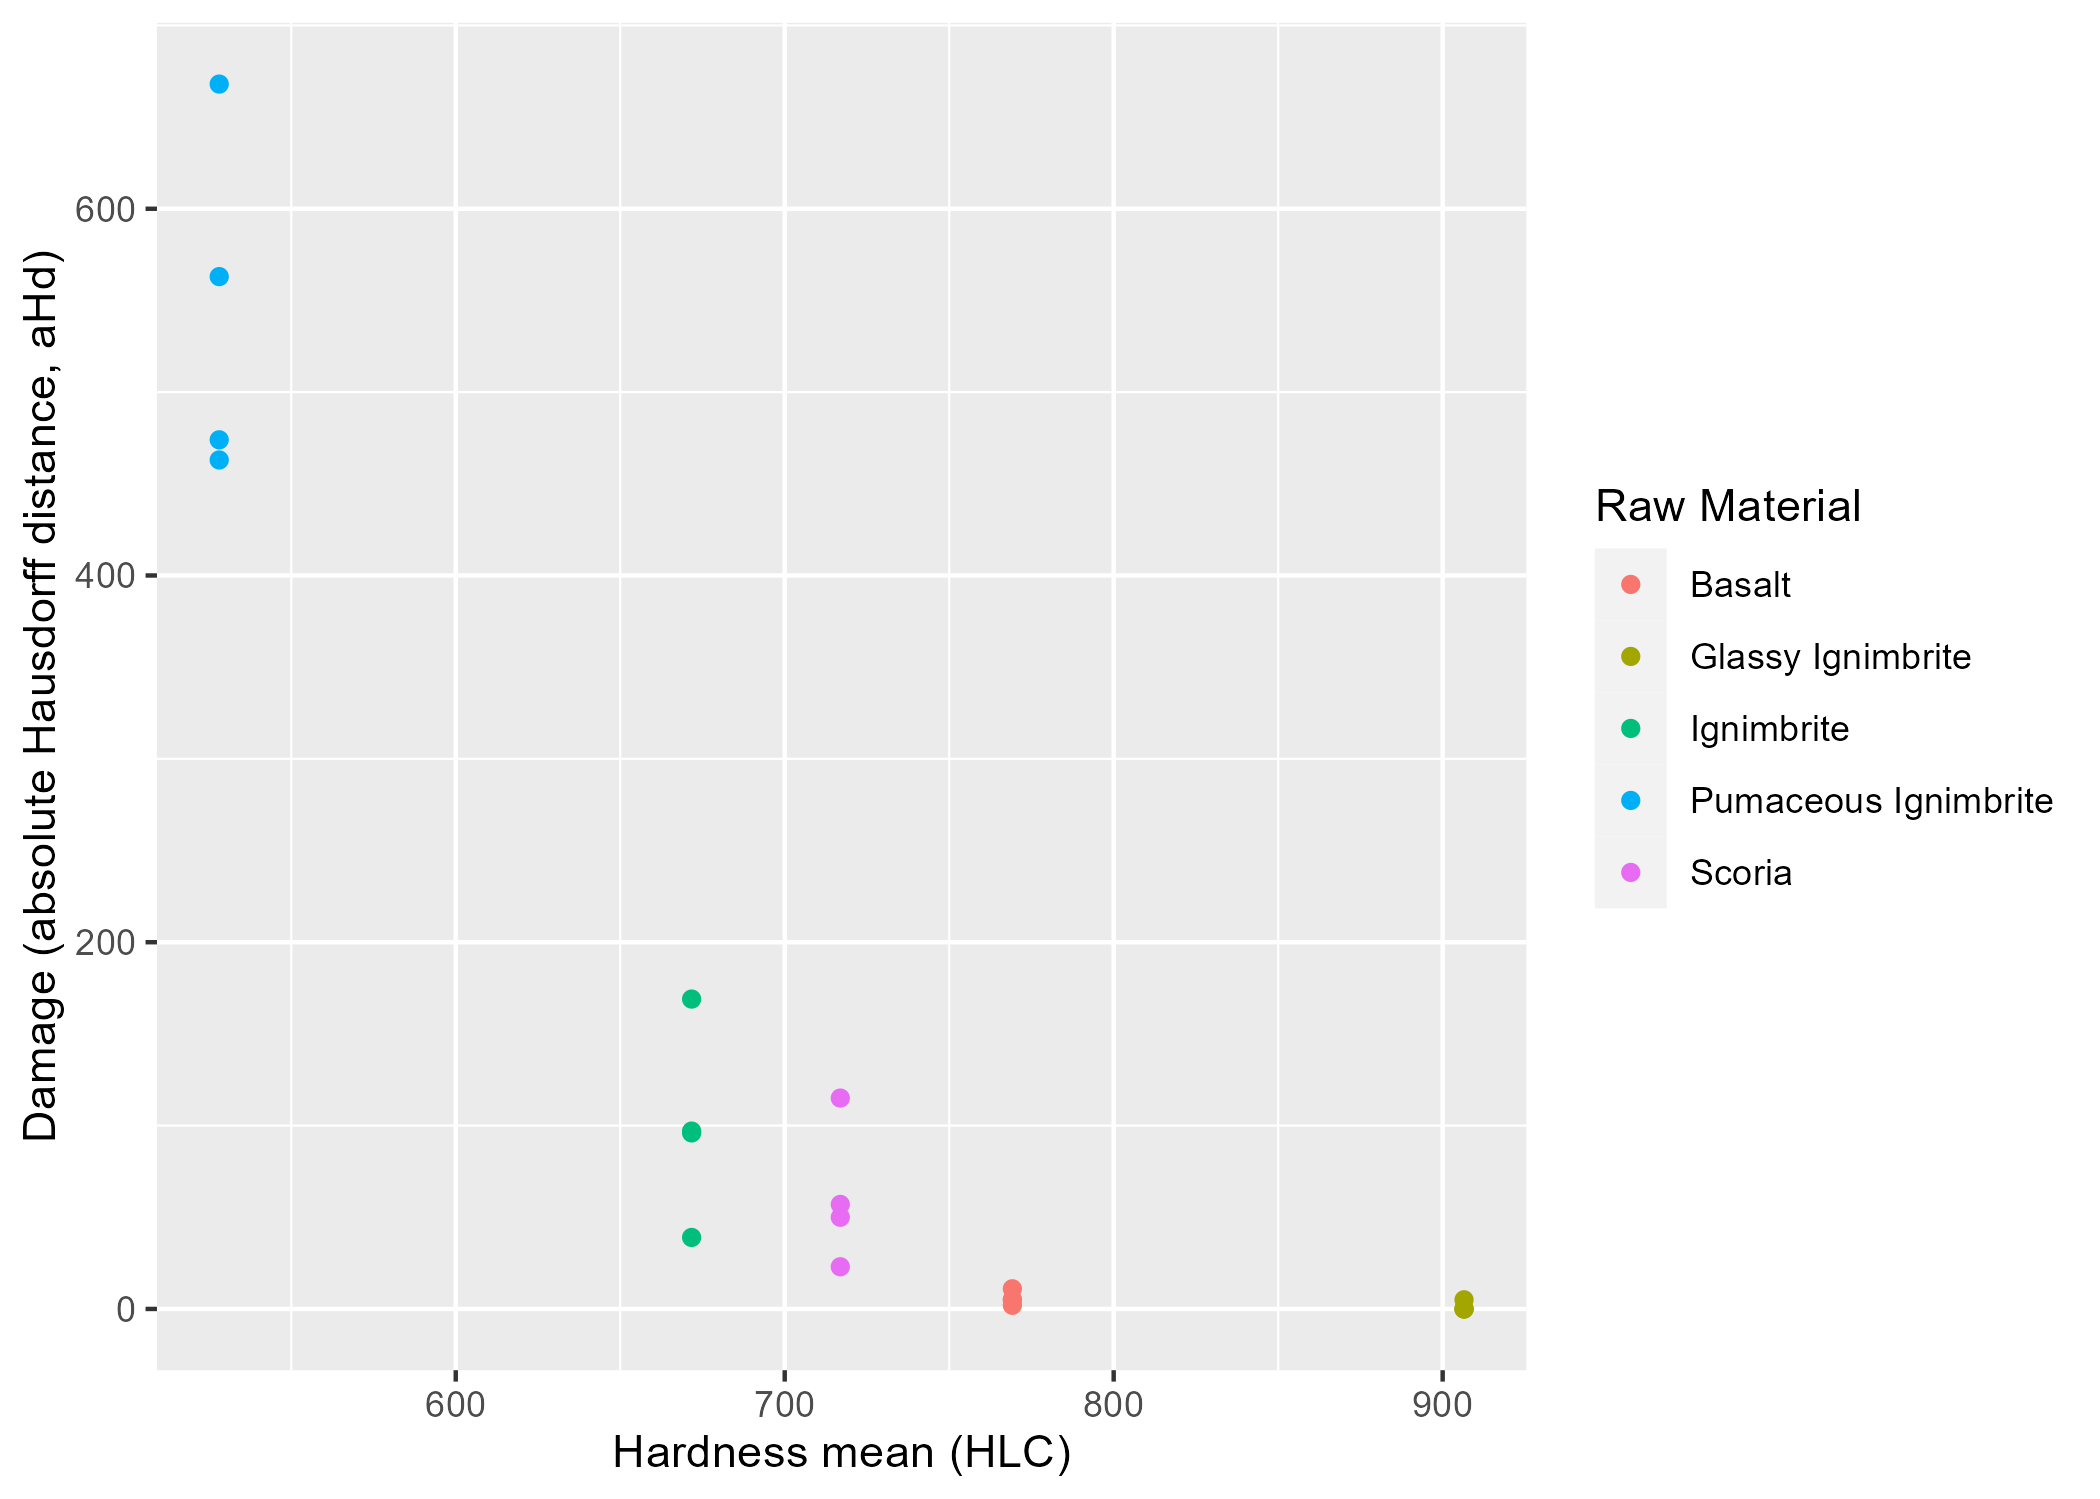 Damage (absolute Hausdorff distance, aHd)
600
400
200
0
600
700
800
900
Hardness mean (HLC)
Raw Material
Basalt
Glassy Ignimbrite
Ignimbrite
Pumaceous Ignimbrite
Scoria